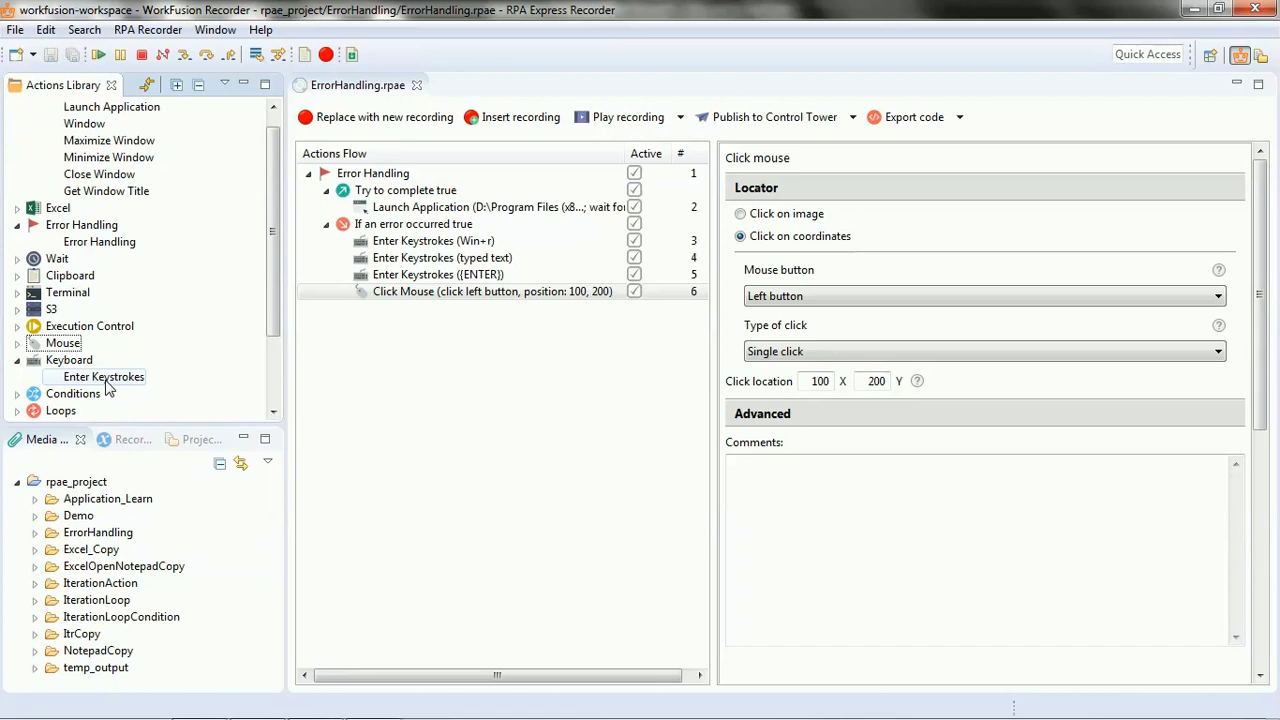 workfusion-workspace - WorkFusion Recorder - rpae_project/ErrorHandling/ErrorHandling.rpae - RPA Express Recorder
File Edit Search RPA Recorder Window Help
Quick Access
Actions Library
Launch Application
Window
Maximize Window
Minimize Window
Close Window
Get Window Title
Excel
Error Handling
Error Handling
Wait
Clipboard
Terminal
S3
Execution Control
Mouse
Keyboard
Enter Keystrokes
Conditions
Loops
Media ... Recor... Projec...
rpae_project
Application_Learn
Demo
ErrorHandling
Excel_Copy
ExcelOpenNotepadCopy
IterationAction
IterationLoop
IterationLoopCondition
ItrCopy
NotepadCopy
temp_output
ErrorHandling.rpae
Replace with new recording Insert recording Play recording Publish to Control Tower Export code
Actions Flow Active #
Error Handling 1
Try to complete true
Launch Application (D:\Program Files (x8...; wait for 2
If an error occurred true
Enter Keystrokes (Win+r) 3
Enter Keystrokes (typed text) 4
Enter Keystrokes ({ENTER}) 5
Click Mouse (click left button, position: 100, 200) 6
Click mouse
Locator
Click on image
Click on coordinates
Mouse button ?
Left button
Type of click ?
Single click
Click location 100 X 200 Y ?
Advanced
Comments: